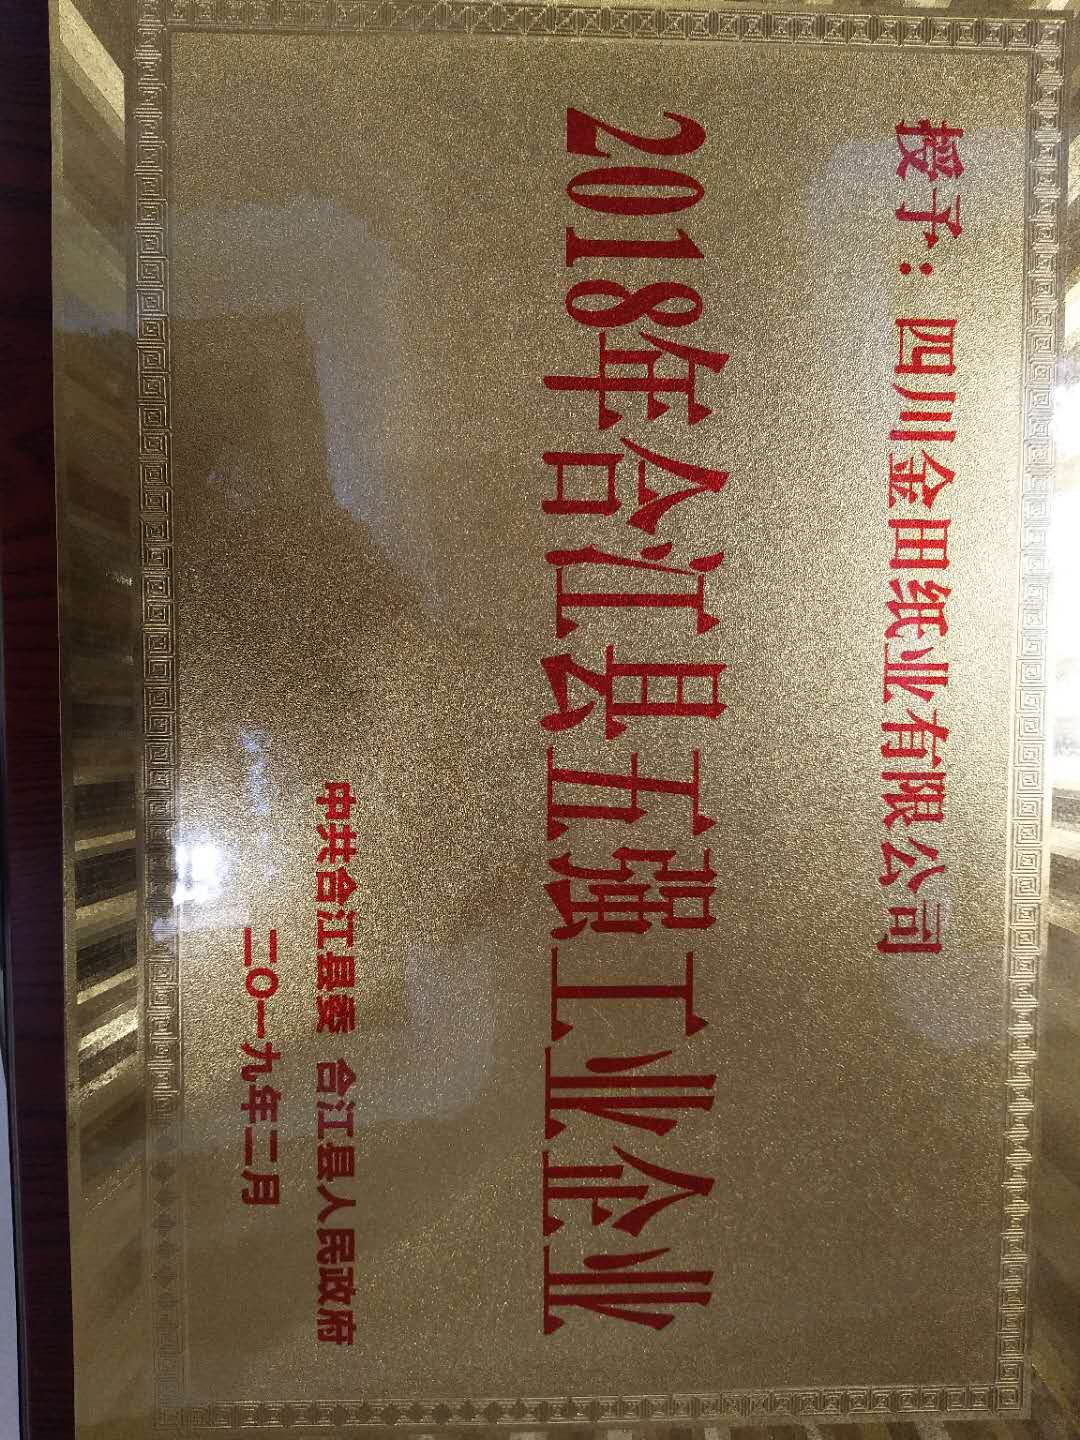 授予：四川金田纸业有限公司
2018年合江县五强工业企业
中共合江县委 合江县人民政府
二〇一九年二月